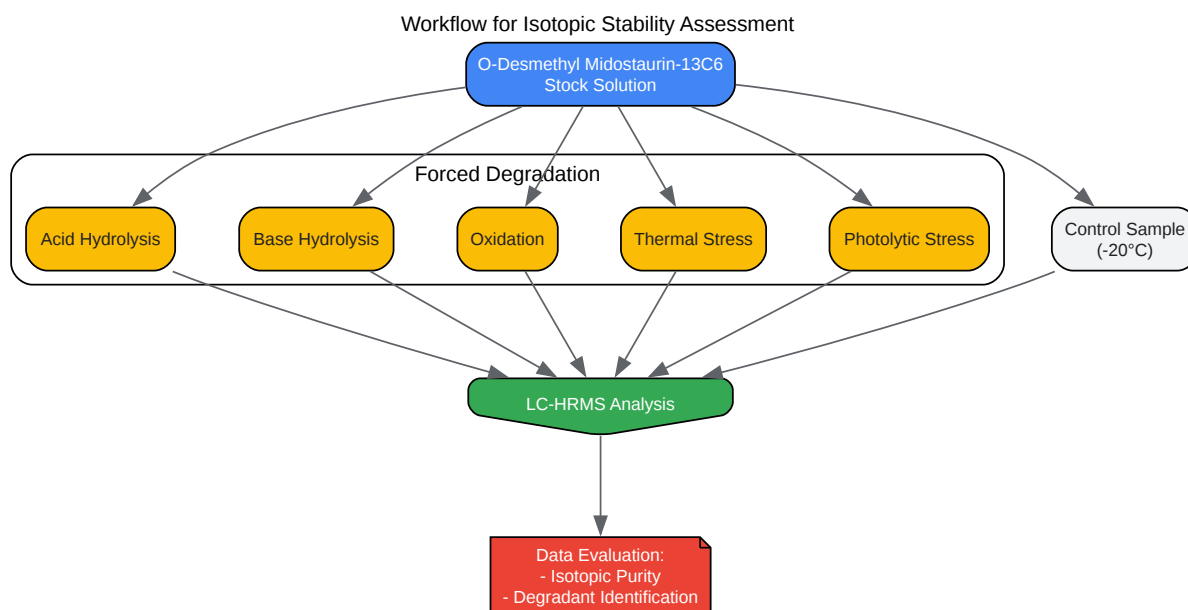 Workflow for Isotopic Stability Assessment
O-Desmethyl Midostaurin-13C6
Stock Solution
Forced Degradation
Acid Hydrolysis
Base Hydrolysis
Oxidation
Thermal Stress
Photolytic Stress
Control Sample
(-20°C)
LC-HRMS Analysis
Data Evaluation:
- Isotopic Purity
- Degradant Identification